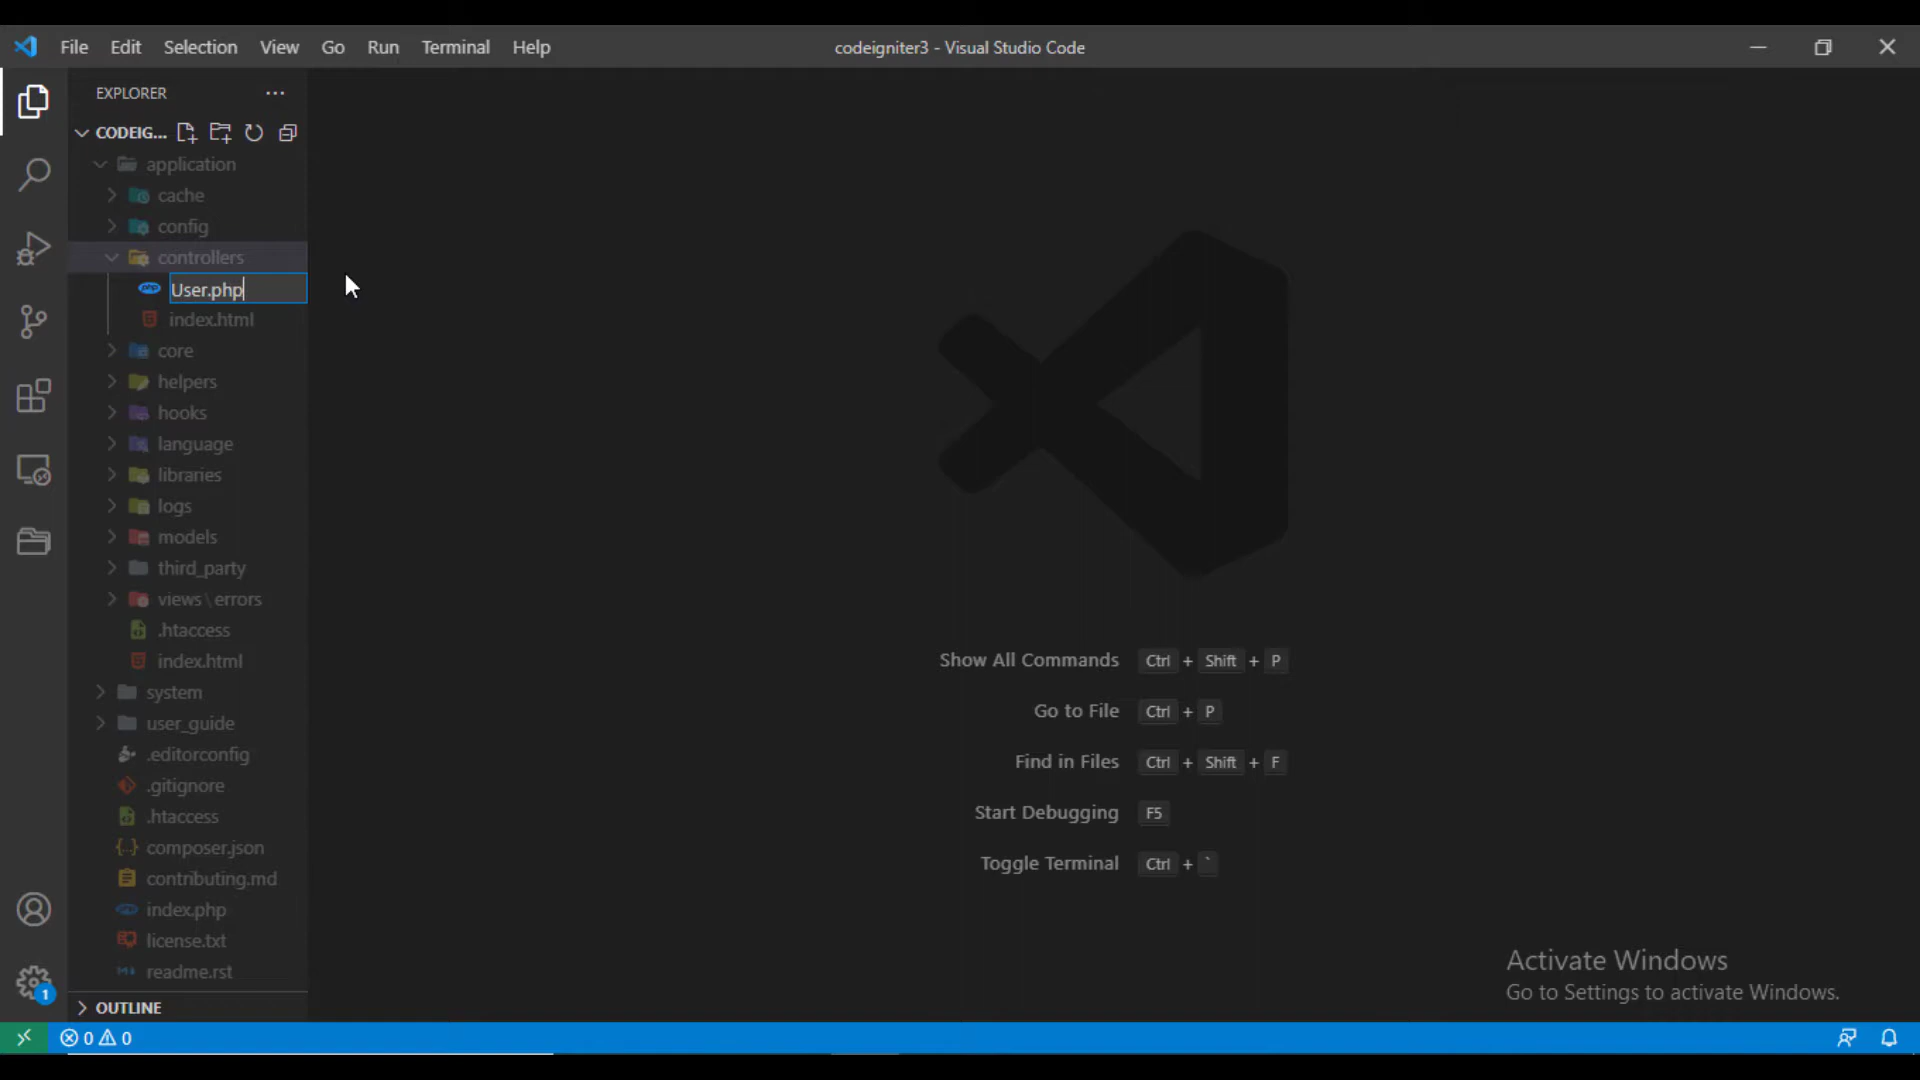 File Edit Selection View Go Run Terminal Help
codeigniter3 - Visual Studio Code
EXPLORER
CODEIG...
application
cache
config
controllers
php User.php
index.html
core
helpers
hooks
language
libraries
logs
models
third_party
views\errors
.htaccess
index.html
system
user_guide
.editorconfig
.gitignore
.htaccess
composer.json
contributing.md
index.php
license.txt
readme.rst
OUTLINE
1
0 0
Show All Commands Ctrl + Shift + P
Go to File Ctrl + P
Find in Files Ctrl + Shift + F
Start Debugging F5
Toggle Terminal Ctrl + `
Activate Windows
Go to Settings to activate Windows.